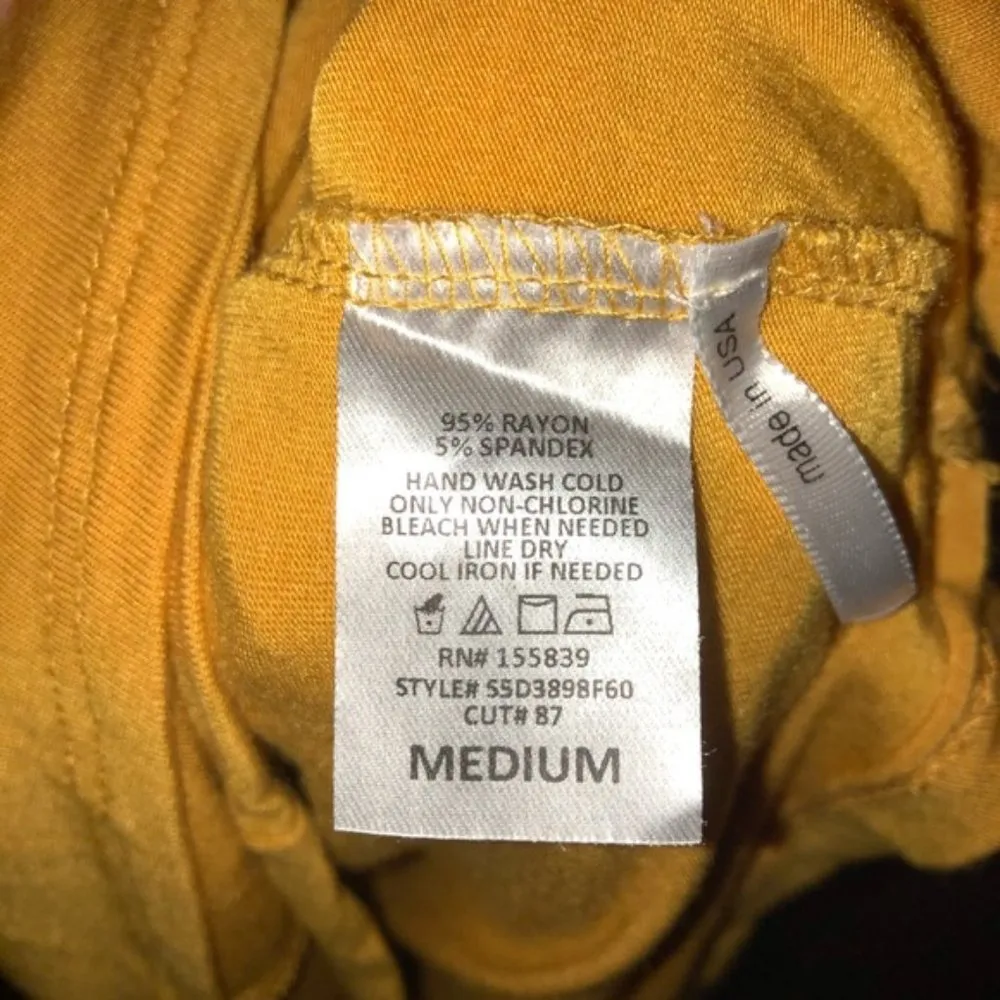 95% RAYON
5% SPANDEX
HAND WASH COLD
ONLY NON-CHLORINE
BLEACH WHEN NEEDED
LINE DRY
COOL IRON IF NEEDED
RN# 155839
STYLE# S5D3898F60
CUT# 87
MEDIUM
made in USA